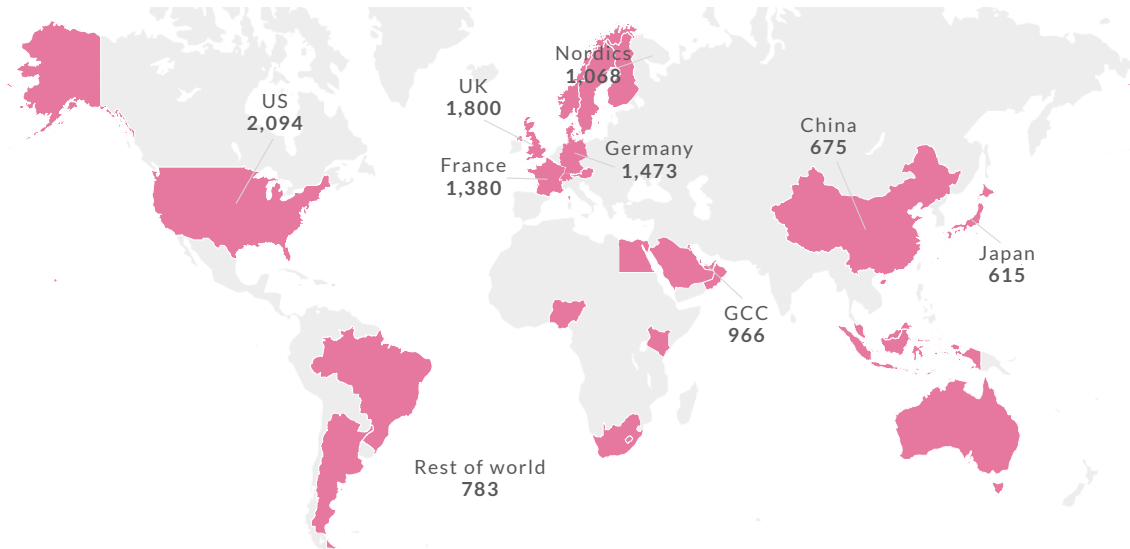 Nordics
1,068
UK
1,800
US
2,094
China
675
Germany
1,473
France
1,380
Japan
615
GCC
966
Rest of world
783